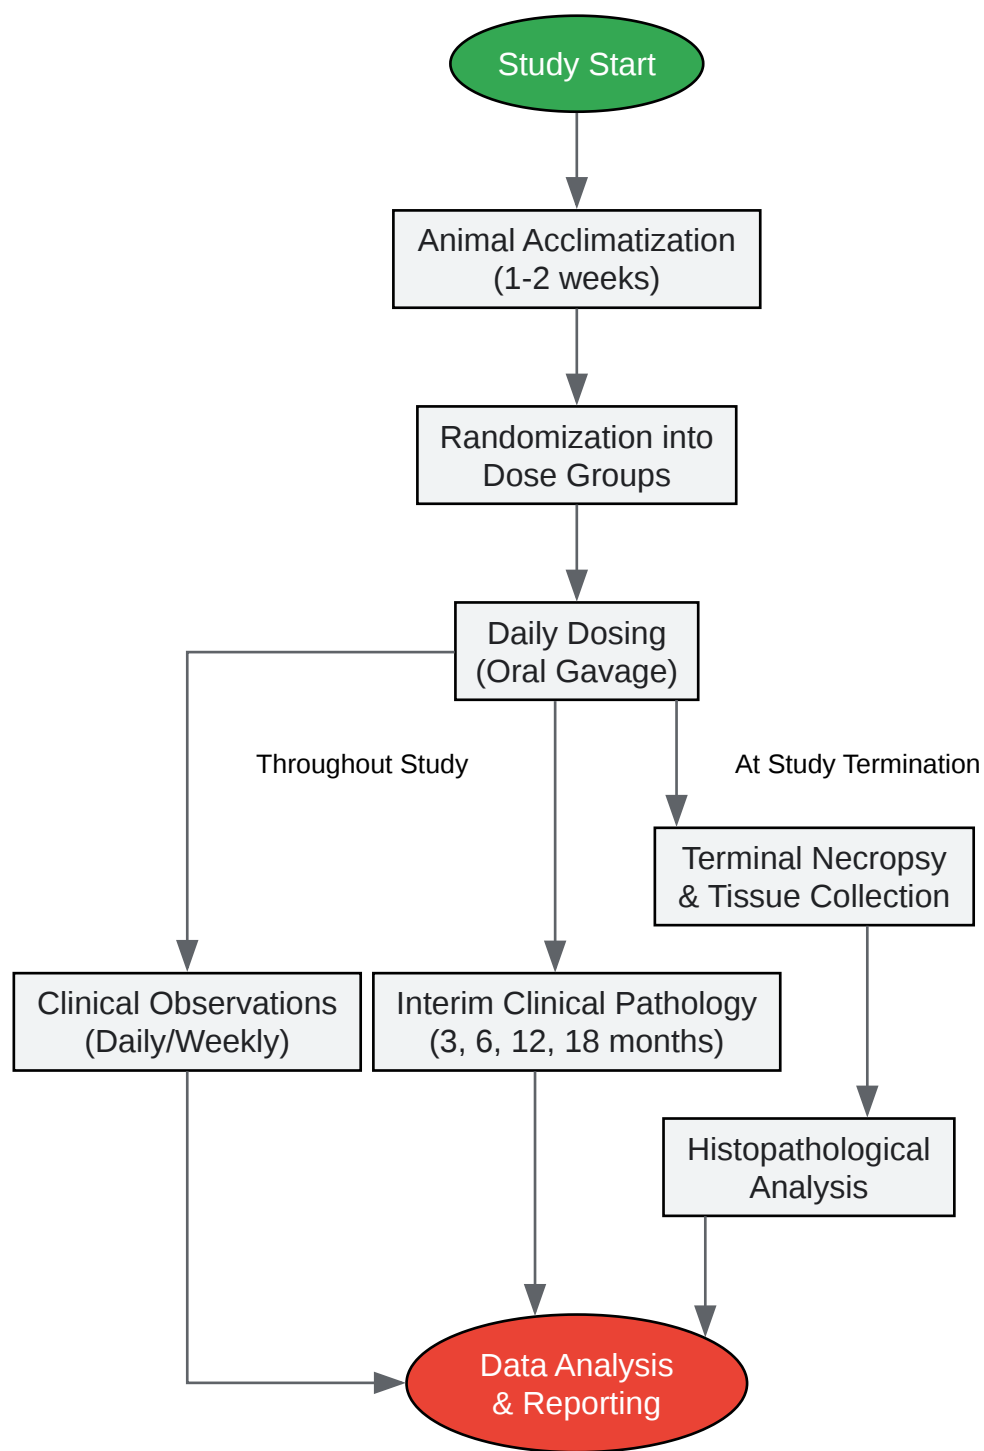 Study Start
Animal Acclimatization
(1-2 weeks)
Randomization into
Dose Groups
Daily Dosing
(Oral Gavage)
Throughout Study
At Study Termination
Terminal Necropsy
& Tissue Collection
Clinical Observations
(Daily/Weekly)
Interim Clinical Pathology
(3, 6, 12, 18 months)
Histopathological
Analysis
Data Analysis
& Reporting